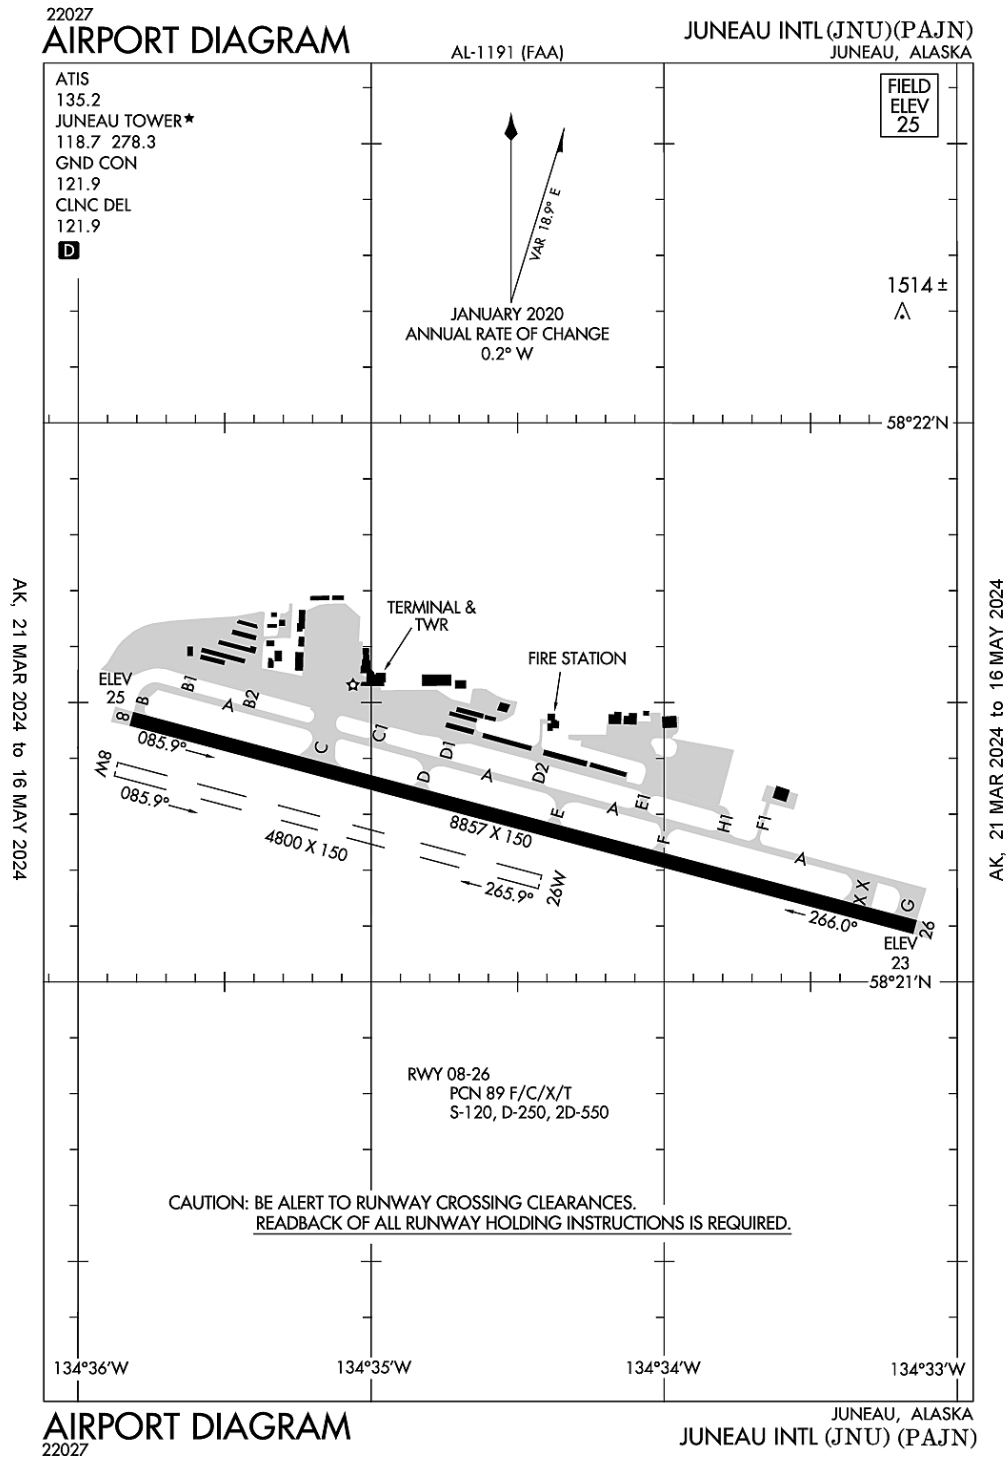 22027
AIRPORT DIAGRAM
AL-1191 (FAA)
JUNEAU INTL (JNU) (PAJN)
JUNEAU, ALASKA
ATIS
135.2
JUNEAU TOWER★
118.7 278.3
GND CON
121.9
CLNC DEL
121.9
D
FIELD
ELEV
25
VAR 18.9° E
JANUARY 2020
ANNUAL RATE OF CHANGE
0.2° W
1514 ±
58°22'N
AK, 21 MAR 2024 to 16 MAY 2024
AK, 21 MAR 2024 to 16 MAY 2024
TERMINAL &
TWR
FIRE STATION
ELEV
25
B
B1
A
B2
8
C
C1
D1
D
A
D2
E
A
E1
F
H1
F1
A
X X
G
26
085.9°
8W
085.9°
4800 X 150
8857 X 150
265.9°
26W
266.0°
ELEV
23
58°21'N
RWY 08-26
PCN 89 F/C/X/T
S-120, D-250, 2D-550
CAUTION: BE ALERT TO RUNWAY CROSSING CLEARANCES.
READBACK OF ALL RUNWAY HOLDING INSTRUCTIONS IS REQUIRED.
134°36'W
134°35'W
134°34'W
134°33'W
AIRPORT DIAGRAM
22027
JUNEAU, ALASKA
JUNEAU INTL (JNU) (PAJN)